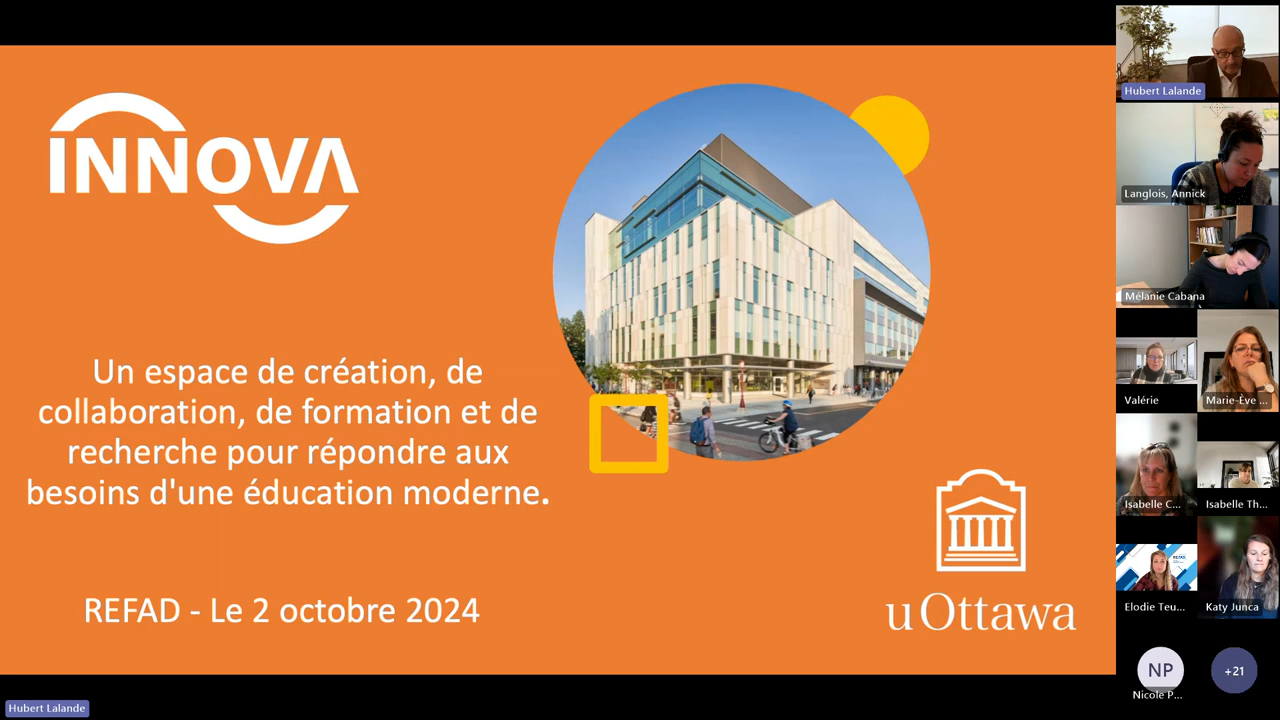 INNOVA
Un espace de création, de
collaboration, de formation et de
recherche pour répondre aux
besoins d'une éducation moderne.
REFAD - Le 2 octobre 2024
uOttawa
Hubert Lalande
Langlois, Annick
Mélanie Cabana
Valérie
Marie-Ève ...
Isabelle C...
Isabelle Th...
REFAD
Elodie Teu...
Katy Junca
NP
Nicole P...
+21
Hubert Lalande